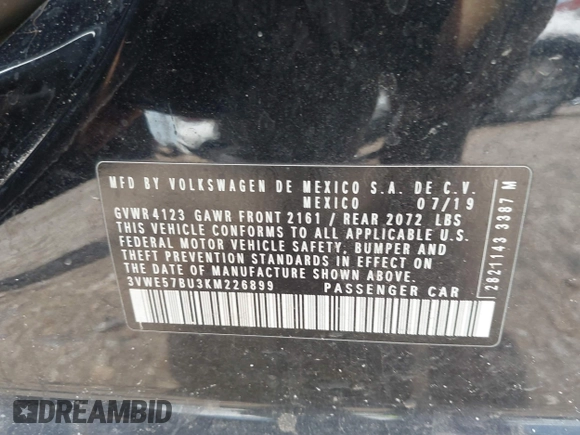 MFD BY VOLKSWAGEN DE MEXICO S.A. DE C.V.
MEXICO 07/19
GVWR 4123 GAWR FRONT 2161 / REAR 2072 LBS
THIS VEHICLE CONFORMS TO ALL APPLICABLE U.S.
FEDERAL MOTOR VEHICLE SAFETY, BUMPER AND
THEFT PREVENTION STANDARDS IN EFFECT ON
THE DATE OF MANUFACTURE SHOWN ABOVE.
3VWE57BU3KM226899 PASSENGER CAR
2821143 3387 M
DREAMBID